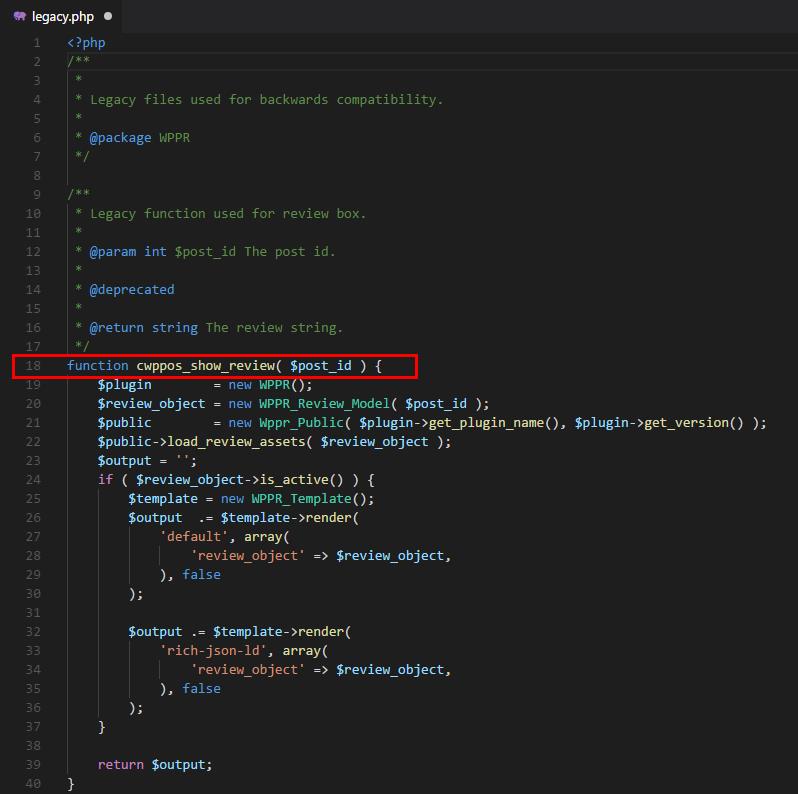 legacy.php
1 <?php
2 /**
3  *
4  * Legacy files used for backwards compatibility.
5  *
6  * @package WPPR
7  */
8
9 /**
10  * Legacy function used for review box.
11  *
12  * @param int $post_id The post id.
13  *
14  * @deprecated
15  *
16  * @return string The review string.
17  */
18 function cwppos_show_review( $post_id ) {
19     $plugin        = new WPPR();
20     $review_object = new WPPR_Review_Model( $post_id );
21     $public        = new Wppr_Public( $plugin->get_plugin_name(), $plugin->get_version() );
22     $public->load_review_assets( $review_object );
23     $output = '';
24     if ( $review_object->is_active() ) {
25         $template = new WPPR_Template();
26         $output  .= $template->render(
27             'default', array(
28                 'review_object' => $review_object,
29             ), false
30         );
31
32         $output .= $template->render(
33             'rich-json-ld', array(
34                 'review_object' => $review_object,
35             ), false
36         );
37     }
38
39     return $output;
40 }